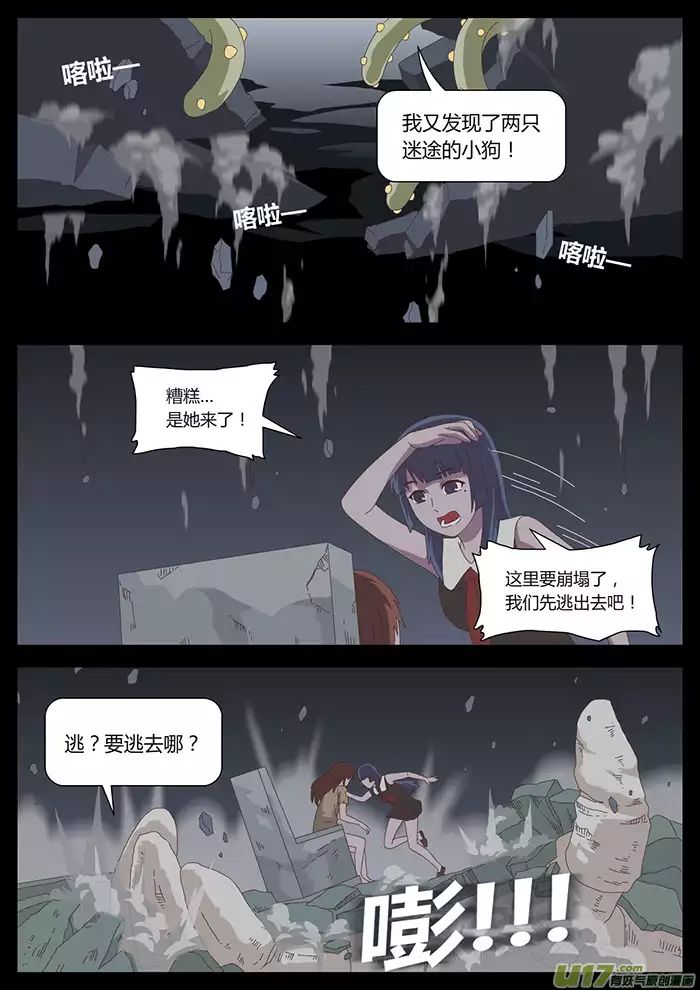 喀啦—
我又发现了两只
迷途的小狗！
喀啦—
喀啦—
糟糕...
是她来了！
这里要崩塌了，
我们先逃出去吧！
逃？要逃去哪？
嘭!!!
U17.com
有妖气原创漫画